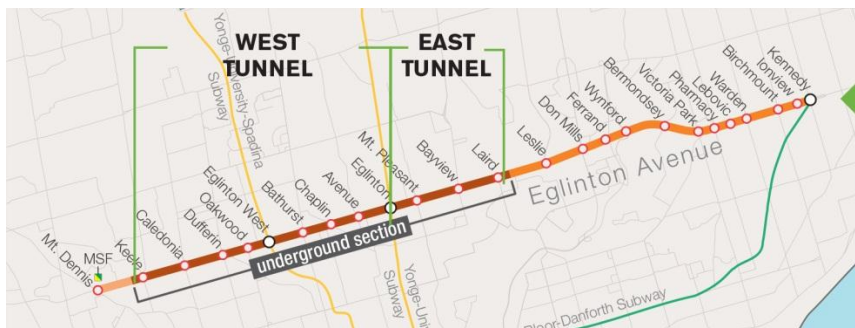 WEST
TUNNEL
EAST
TUNNEL
Yonge-University-Spadina
Subway
Mt. Dennis
MSF
Keele
Caledonia
Dufferin
Oakwood
Eglinton West
Bathurst
Chaplin
Avenue
Eglinton
Mt. Pleasant
Bayview
Laird
Leslie
Don Mills
Ferrand
Wynford
Bermondsey
Victoria Park
Pharmacy
Lebovic
Warden
Birchmount
Ionview
Kennedy
Eglinton Avenue
underground section
Yonge-Uni
Subway
Bloor-Danforth Subway